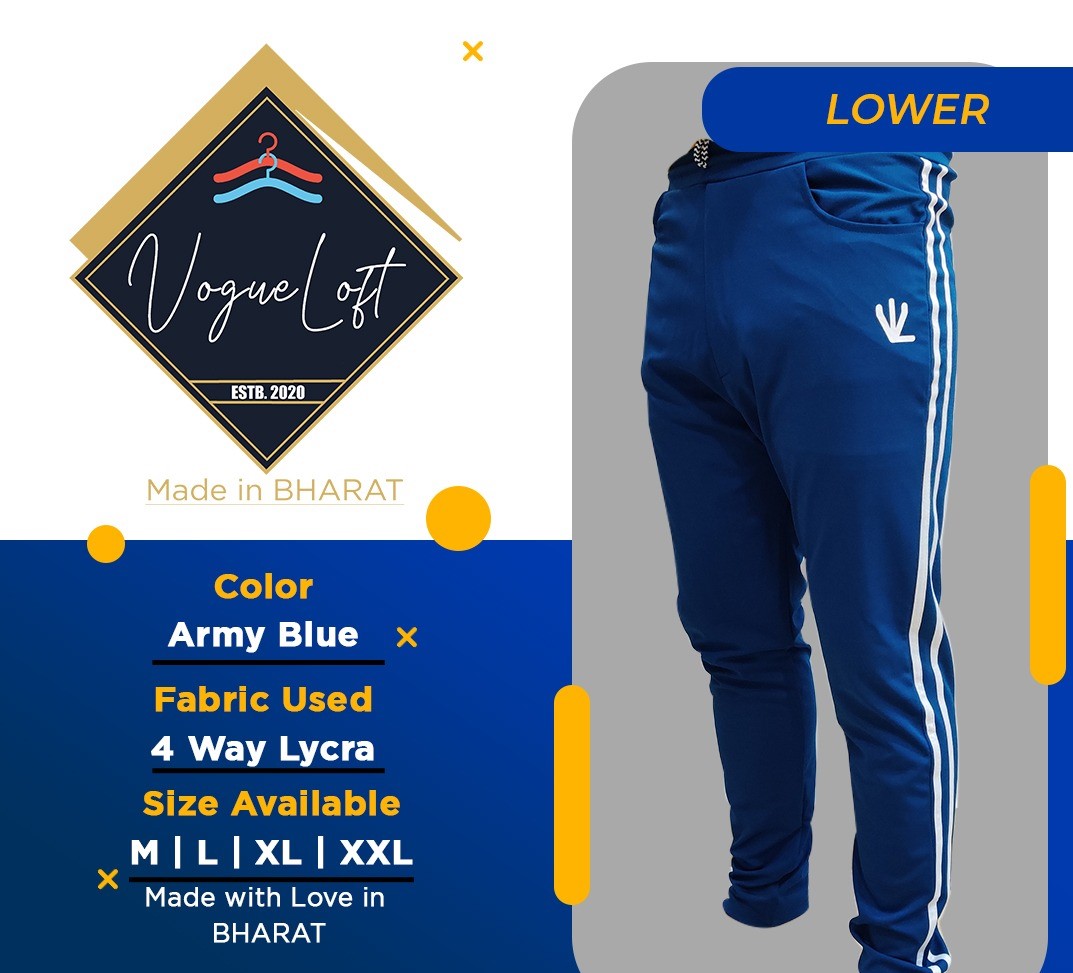 VogueLoft
ESTB. 2020
Made in BHARAT
LOWER
Color
Army Blue
Fabric Used
4 Way Lycra
Size Available
M | L | XL | XXL
Made with Love in
BHARAT